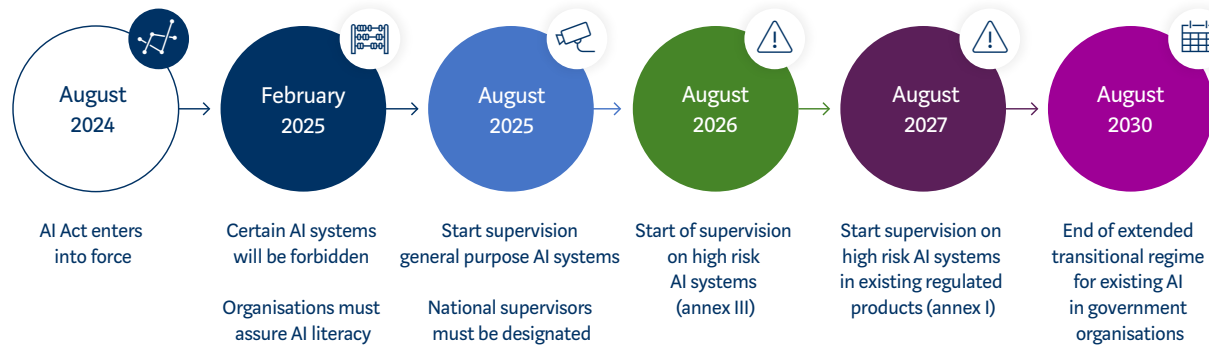 August
2024
February
2025
August
2025
August
2026
August
2027
August
2030
AI Act enters
into force
Certain AI systems
will be forbidden
Organisations must
assure AI literacy
Start supervision
general purpose AI systems
National supervisors
must be designated
Start of supervision
on high risk
AI systems
(annex III)
Start supervision on
high risk AI systems
in existing regulated
products (annex I)
End of extended
transitional regime
for existing AI
in government
organisations